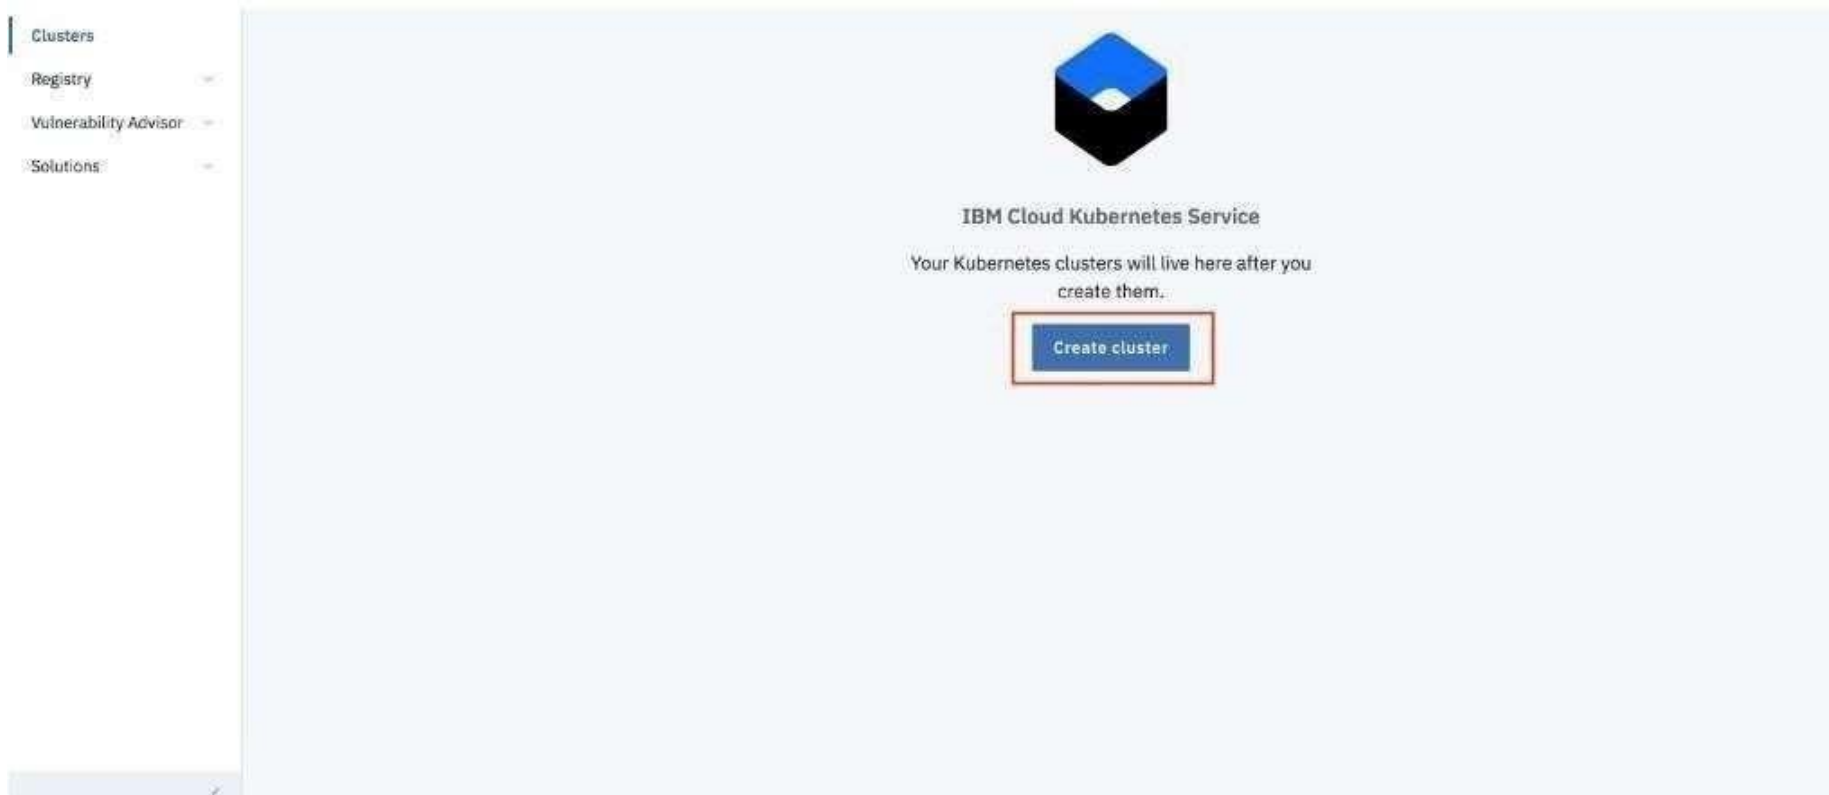 Clusters
Registry
Vulnerability Advisor
Solutions
IBM Cloud Kubernetes Service
Your Kubernetes clusters will live here after you
create them.
Create cluster